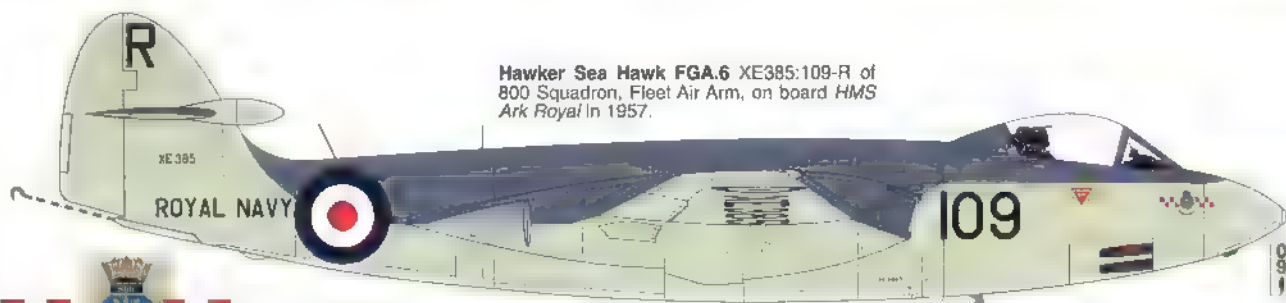 R
Hawker Sea Hawk FGA.6 XE385:109-R of
800 Squadron, Fleet Air Arm, on board HMS
Ark Royal in 1957.
XE385
ROYAL NAVY
109